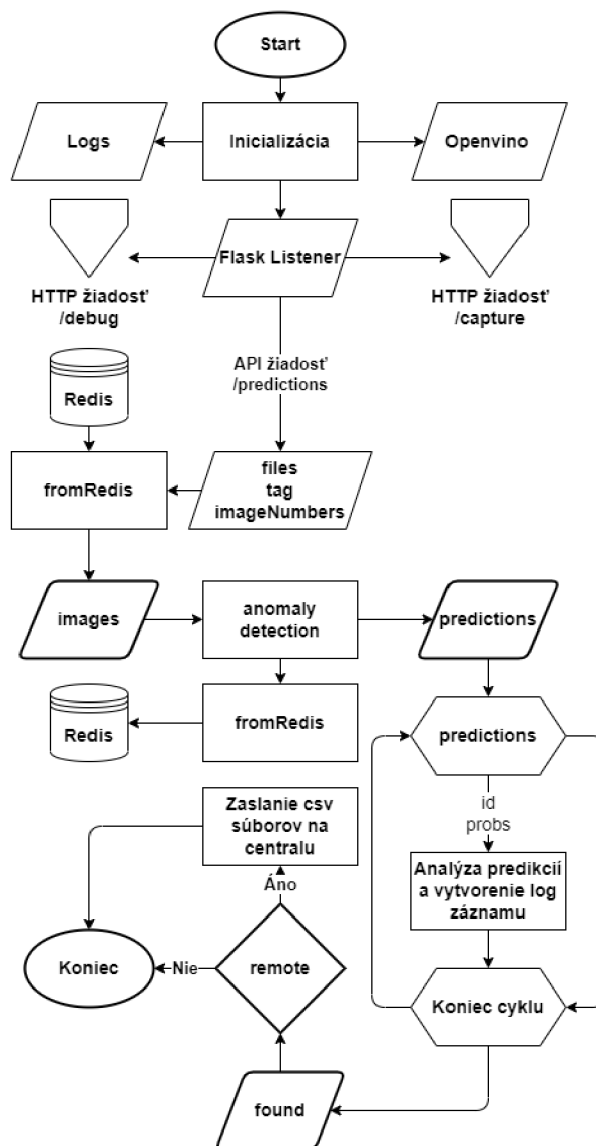 Start
Logs
Inicializácia
Openvino
Flask Listener
HTTP žiadosť
/debug
HTTP žiadosť
/capture
API žiadosť
/predictions
Redis
fromRedis
files
tag
imageNumbers
images
anomaly
detection
predictions
Redis
fromRedis
predictions
id
probs
Zaslanie csv
súborov na
centralu
Analýza predikcií
a vytvorenie log
záznamu
Áno
Koniec
Nie
remote
Koniec cyklu
found